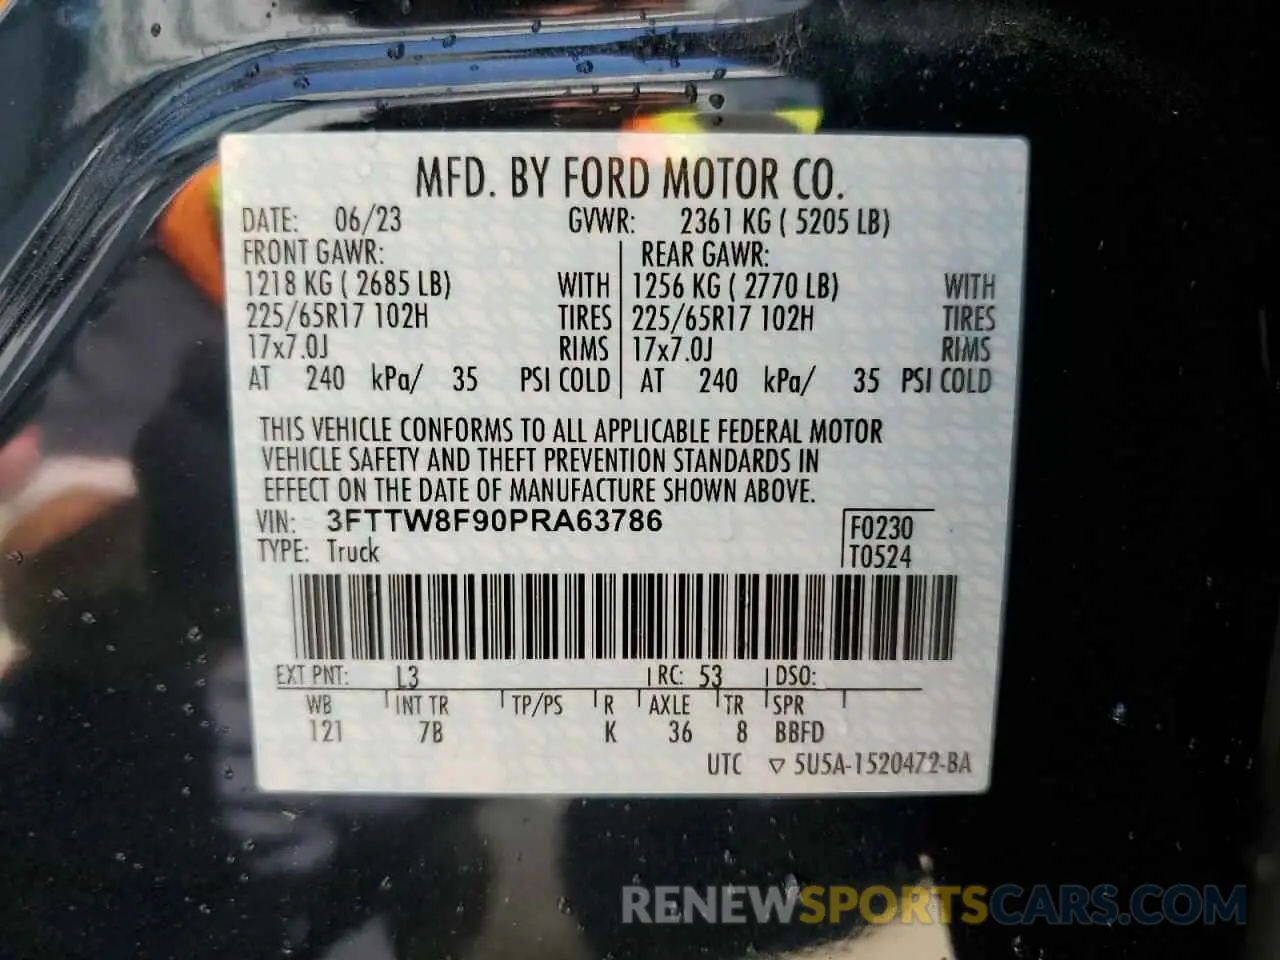 MFD. BY FORD MOTOR CO.
DATE: 06/23 GVWR: 2361 KG ( 5205 LB)
FRONT GAWR: REAR GAWR:
1218 KG ( 2685 LB) WITH 1256 KG ( 2770 LB) WITH
225/65R17 102H TIRES 225/65R17 102H TIRES
17x7.0J RIMS 17x7.0J RIMS
AT 240 kPa/ 35 PSI COLD AT 240 kPa/ 35 PSI COLD
THIS VEHICLE CONFORMS TO ALL APPLICABLE FEDERAL MOTOR
VEHICLE SAFETY AND THEFT PREVENTION STANDARDS IN
EFFECT ON THE DATE OF MANUFACTURE SHOWN ABOVE.
VIN: 3FTTW8F90PRA63786 F0230
TYPE: Truck T0524
EXT PNT: L3 RC: 53 DSO:
WB INT TR TP/PS R AXLE TR SPR
121 7B K 36 8 BBFD
UTC ▽ 5U5A-1520472-BA
RENEWSPORTSCARS.COM